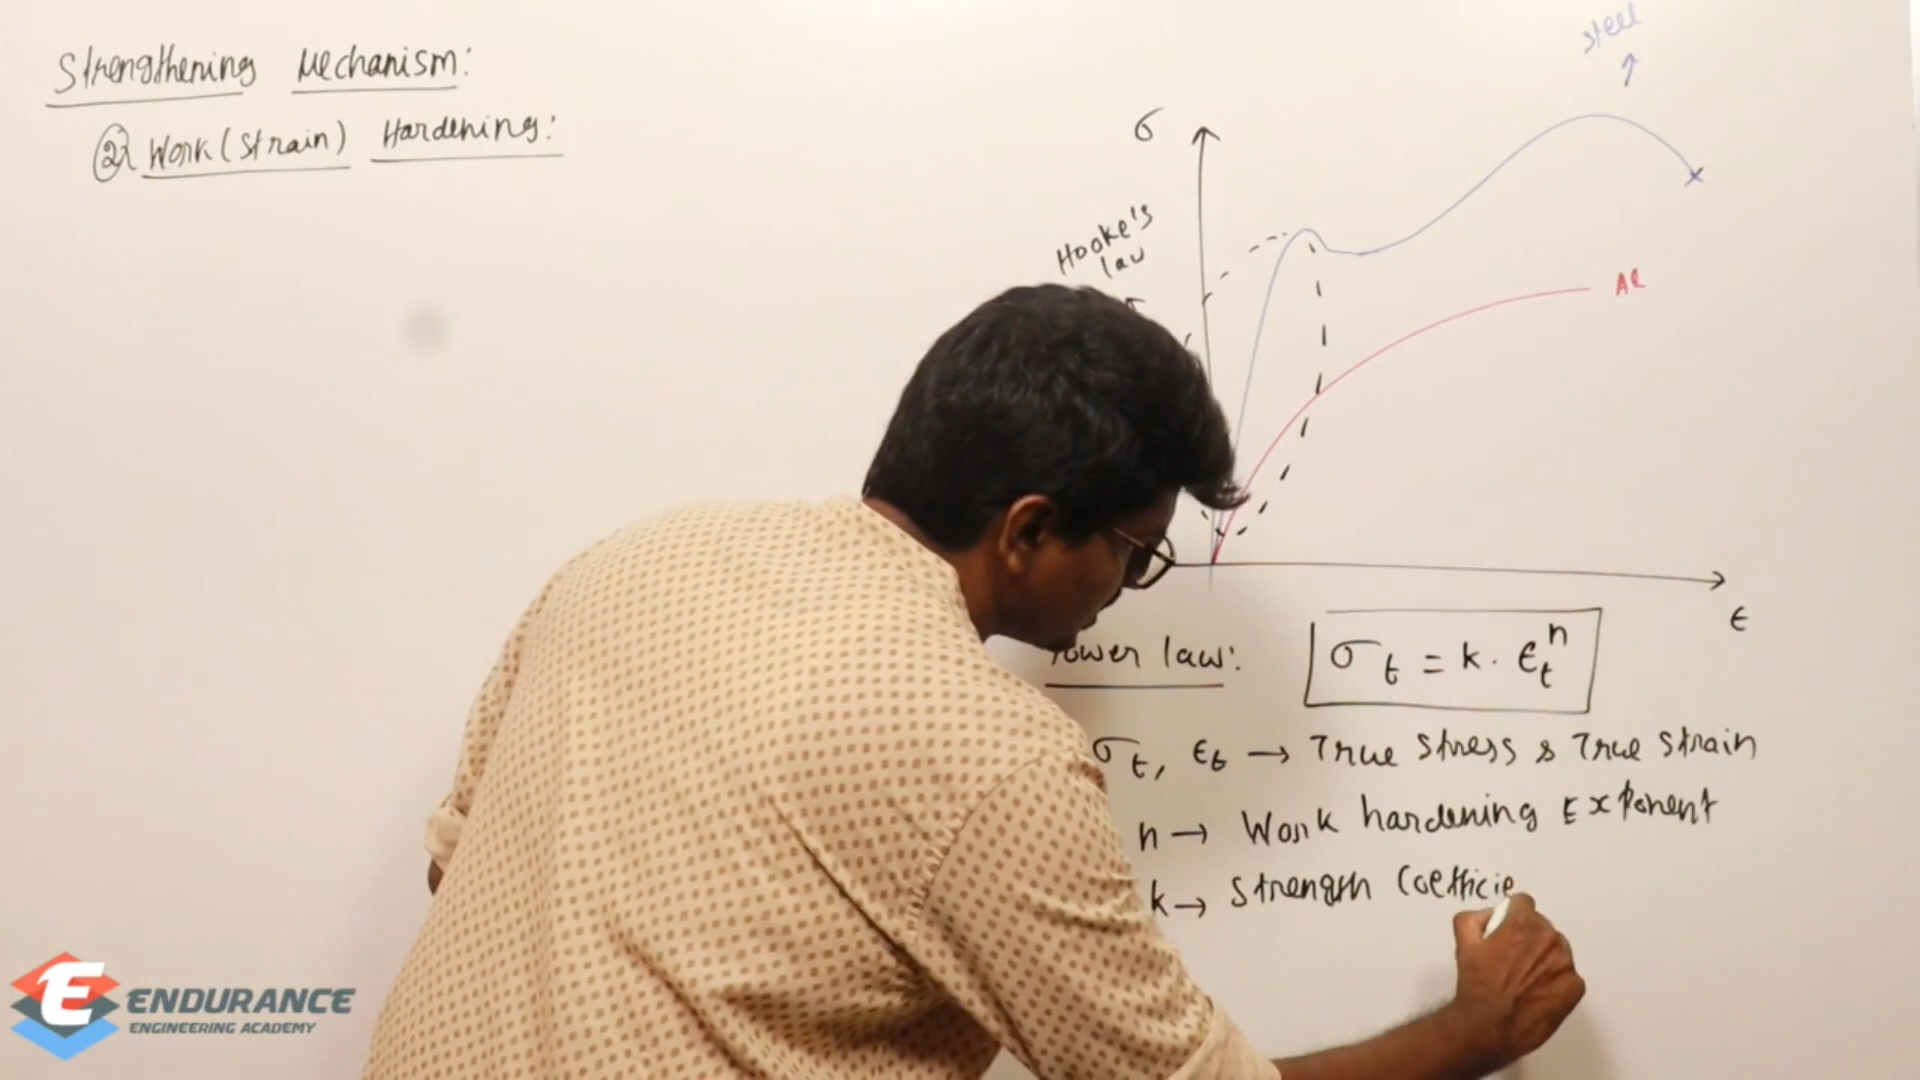 Strengthening Mechanism:
② Work (strain) Hardening:
steel
σ
Hooke's
law
Al
ϵ
Power law:
σt = k · ϵt^n
σt, ϵt → True stress & True strain
n → Work hardening Exponent
k → Strength Coefficie
ENDURANCE
ENGINEERING ACADEMY